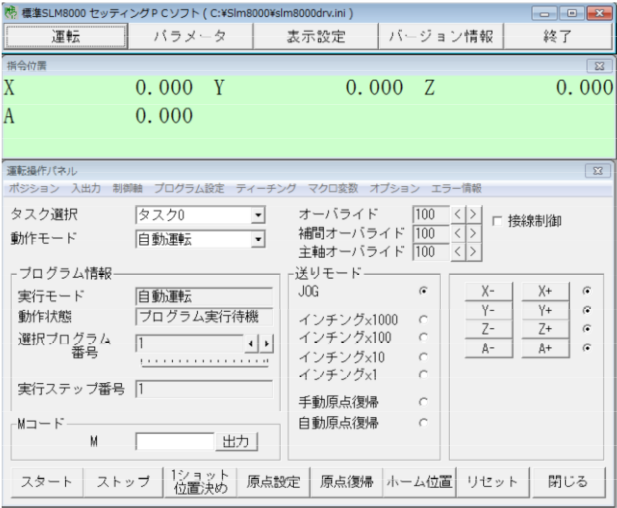 標準SLM8000 セッティングPCソフト ( C:¥Slm8000¥slm8000drv.ini )
運転 パラメータ 表示設定 バージョン情報 終了
指令位置
X 0.000 Y 0.000 Z 0.000
A 0.000
運転操作パネル
ポジション 入出力 制御軸 プログラム設定 ティーチング マクロ変数 オプション エラー情報
タスク選択 タスク0 オーバライド 100 < > 接線制御
補間オーバライド 100 < >
動作モード 自動運転 主軸オーバライド 100 < >
プログラム情報 送りモード
実行モード 自動運転 JOG X- X+
動作状態 プログラム実行待機 インチングx1000 Y- Y+
選択プログラム番号 1 インチングx100 Z- Z+
インチングx10 A- A+
インチングx1
実行ステップ番号 1
手動原点復帰
Mコード 自動原点復帰
M 出力
スタート ストップ 1ショット位置決め 原点設定 原点復帰 ホーム位置 リセット 閉じる